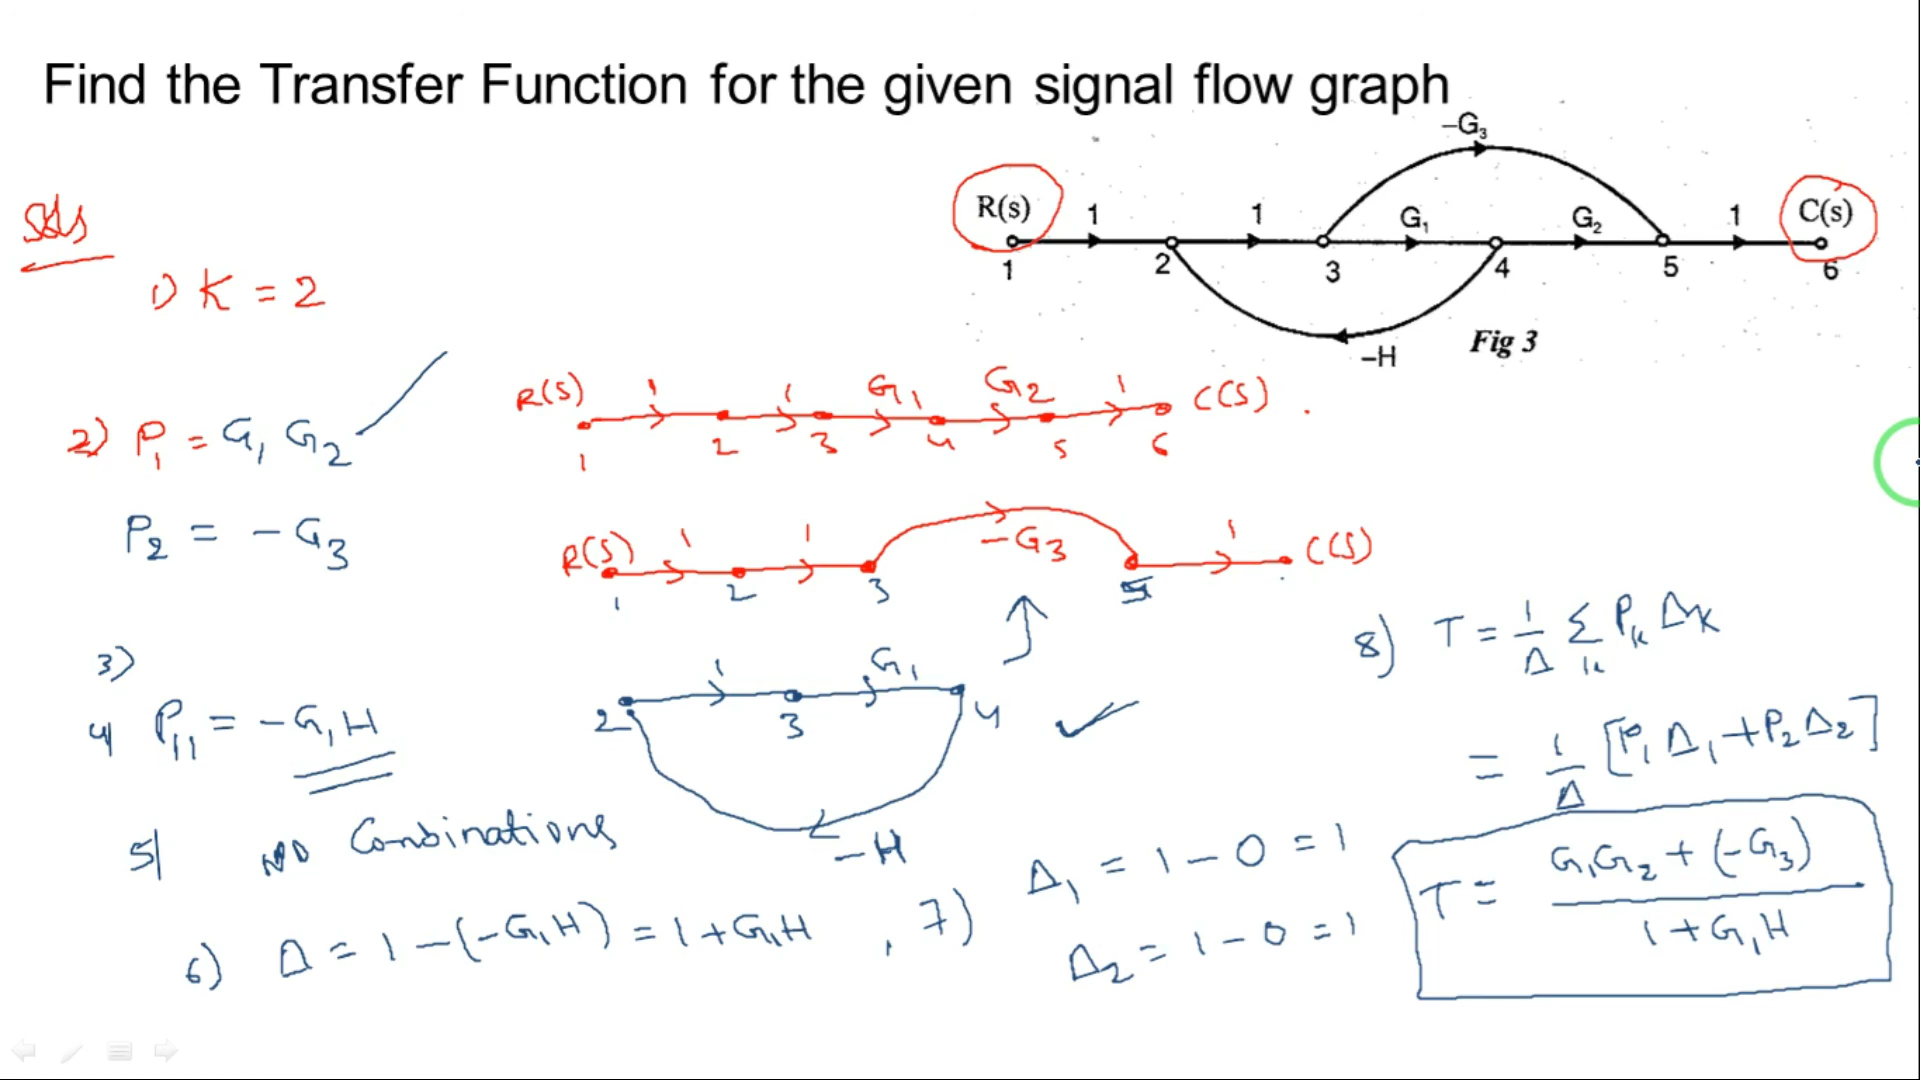 Find the Transfer Function for the given signal flow graph
–G₃
R(s) 1 1 G₁ G₂ 1 C(s)
1 2 3 4 5 6
–H
Fig 3
1) K = 2
R(S) 1 1 G₁ G₂ 1 C(S) .
1 2 3 4 5 6
2) P₁ = G₁ G₂
P₂ = - G₃
R(S) 1 1 -G₃ 1 C(S)
1 2 3 5
3)
4) P₁₁ = -G₁H
1 G₁
2 3 4
-H
5) NO Combinations
6) Δ = 1 - (-G₁H) = 1 + G₁H ,
7) Δ₁ = 1 - 0 = 1
Δ₂ = 1 - 0 = 1
8) T = 1/Δ Σ_K P_K Δ_K
= 1/Δ [P₁ Δ₁ + P₂ Δ₂]
T = G₁G₂ + (-G₃) / 1 + G₁H